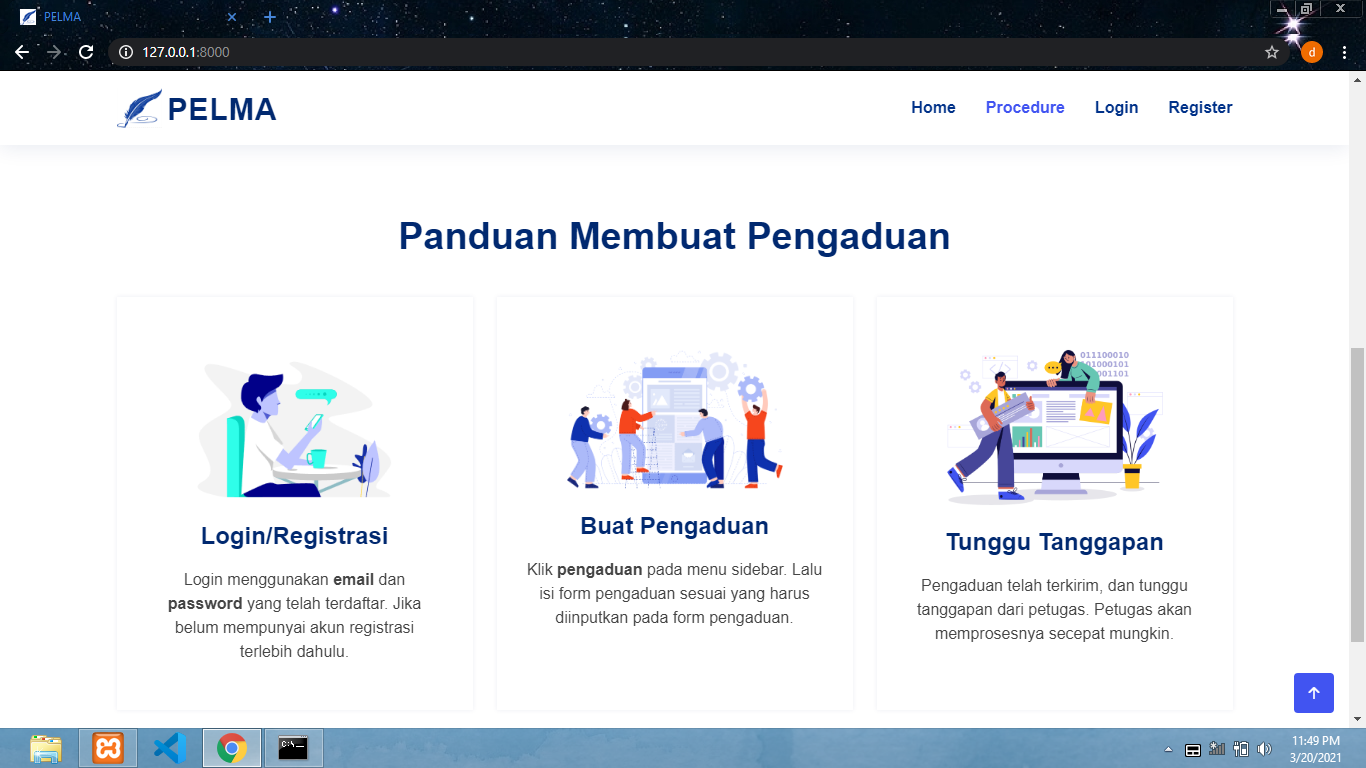 PELMA
127.0.0.1:8000
d
PELMA
Home Procedure Login Register
Panduan Membuat Pengaduan
011100010
101000101
001101
Login/Registrasi
Login menggunakan email dan
password yang telah terdaftar. Jika
belum mempunyai akun registrasi
terlebih dahulu.
Buat Pengaduan
Klik pengaduan pada menu sidebar. Lalu
isi form pengaduan sesuai yang harus
diinputkan pada form pengaduan.
Tunggu Tanggapan
Pengaduan telah terkirim, dan tunggu
tanggapan dari petugas. Petugas akan
memprosesnya secepat mungkin.
C:\_
11:49 PM
3/20/2021